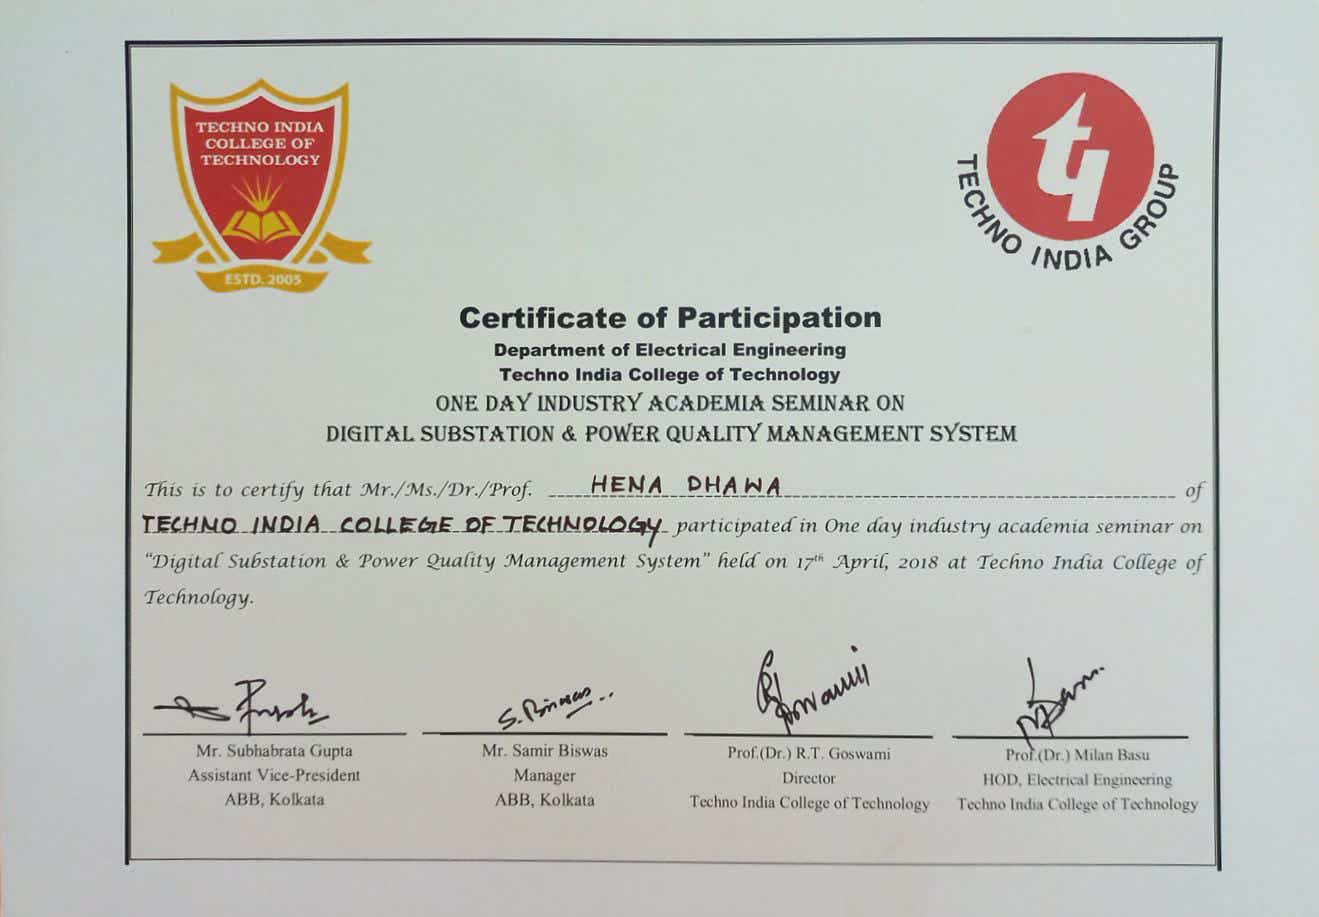 TECHNO INDIA
COLLEGE OF
TECHNOLOGY
ESTD. 2005
TECHNO INDIA GROUP
Certificate of Participation
Department of Electrical Engineering
Techno India College of Technology
ONE DAY INDUSTRY ACADEMIA SEMINAR ON
DIGITAL SUBSTATION & POWER QUALITY MANAGEMENT SYSTEM
This is to certify that Mr./Ms./Dr./Prof. HENA DHAWA of
TECHNO INDIA COLLEGE OF TECHNOLOGY participated in One day industry academia seminar on
"Digital Substation & Power Quality Management System" held on 17th April, 2018 at Techno India College of
Technology.
S. Biswas
Mr. Subhabrata Gupta
Assistant Vice-President
ABB, Kolkata
Mr. Samir Biswas
Manager
ABB, Kolkata
Prof.(Dr.) R.T. Goswami
Director
Techno India College of Technology
Prof.(Dr.) Milan Basu
HOD, Electrical Engineering
Techno India College of Technology